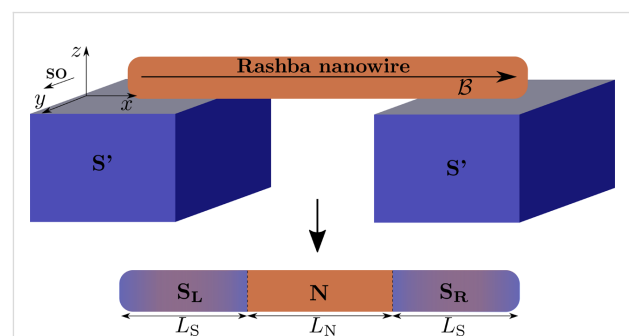 Rashba nanowire
z
so
y
x
B
S'
S'
S_L
N
S_R
L_S
L_N
L_S